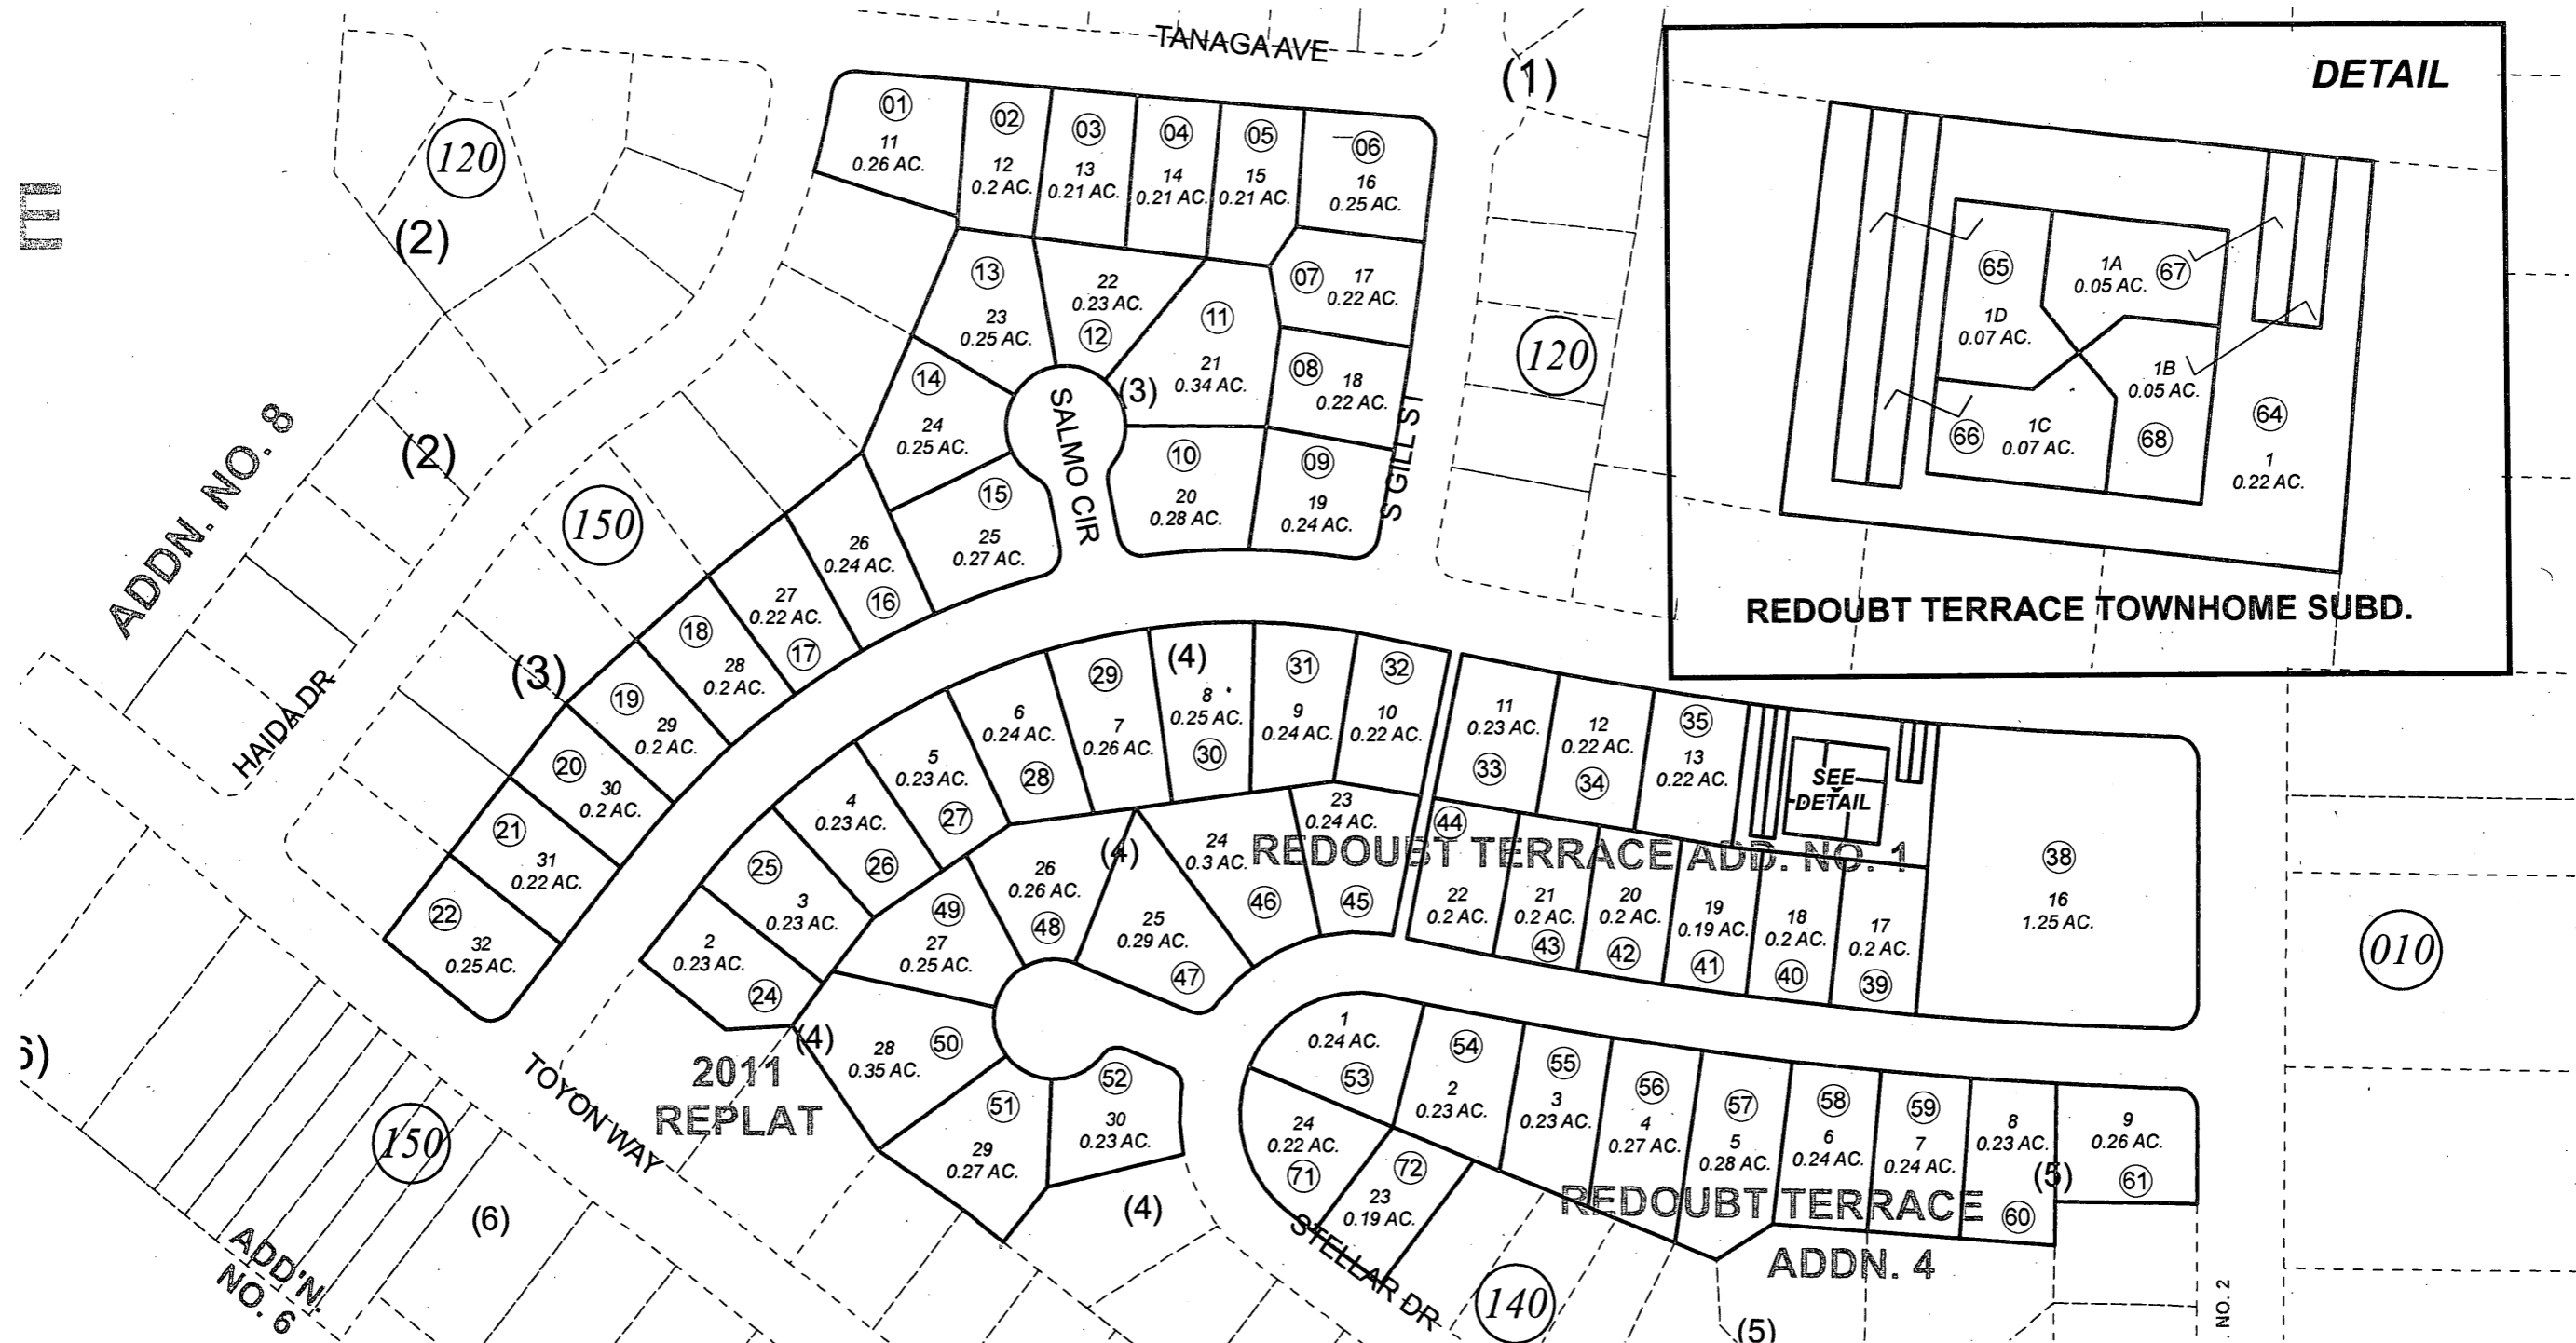 TANAGA AVE
(1)
DETAIL
01
11
0.26 AC.
02
12
0.2 AC.
03
13
0.21 AC.
04
14
0.21 AC.
05
15
0.21 AC.
06
16
0.25 AC.
120
(2)
E
07
17
0.22 AC.
13
23
0.25 AC.
22
0.23 AC.
12
11
21
0.34 AC.
08
18
0.22 AC.
(3)
120
14
24
0.25 AC.
SALMO CIR
S GILL ST
10
20
0.28 AC.
09
19
0.24 AC.
15
25
0.27 AC.
65
1D
0.07 AC.
1A
0.05 AC.
67
1B
0.05 AC.
68
66
1C
0.07 AC.
64
1
0.22 AC.
REDOUBT TERRACE TOWNHOME SUBD.
ADDN. NO. 8
(2)
150
26
0.24 AC.
16
27
0.22 AC.
17
18
28
0.2 AC.
(3)
19
29
0.2 AC.
HAIDA DR
20
30
0.2 AC.
21
31
0.22 AC.
22
32
0.25 AC.
(4)
29
7
0.26 AC.
8
0.25 AC.
30
31
9
0.24 AC.
32
10
0.22 AC.
6
0.24 AC.
28
5
0.23 AC.
27
4
0.23 AC.
26
25
3
0.23 AC.
2
0.23 AC.
24
11
0.23 AC.
33
12
0.22 AC.
34
35
13
0.22 AC.
SEE
DETAIL
38
16
1.25 AC.
010
REDOUBT TERRACE ADD. NO. 1
23
0.24 AC.
45
24
0.3 AC.
46
(4)
25
0.29 AC.
47
26
0.26 AC.
48
49
27
0.25 AC.
44
22
0.2 AC.
21
0.2 AC.
43
20
0.2 AC.
42
19
0.19 AC.
41
18
0.2 AC.
40
17
0.2 AC.
39
(4)
28
0.35 AC.
50
51
29
0.27 AC.
52
30
0.23 AC.
2011
REPLAT
TOYON WAY
(4)
1
0.24 AC.
53
54
2
0.23 AC.
55
3
0.23 AC.
56
4
0.27 AC.
57
5
0.28 AC.
58
6
0.24 AC.
59
7
0.24 AC.
8
0.23 AC.
60
9
0.26 AC.
61
(5)
24
0.22 AC.
71
72
23
0.19 AC.
REDOUBT TERRACE
ADDN. 4
STELLAR DR
140
(5)
NO. 2
6)
150
(6)
ADD'N.
NO. 6